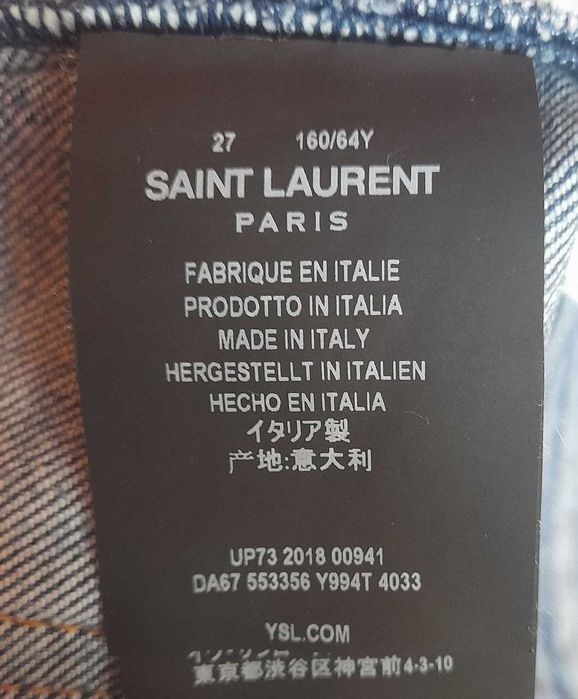 27 160/64Y
SAINT LAURENT
PARIS
FABRIQUE EN ITALIE
PRODOTTO IN ITALIA
MADE IN ITALY
HERGESTELLT IN ITALIEN
HECHO EN ITALIA
イタリア製
产地:意大利
UP73 2018 00941
DA67 553356 Y994T 4033
YSL.COM
東京都渋谷区神宮前4-3-10